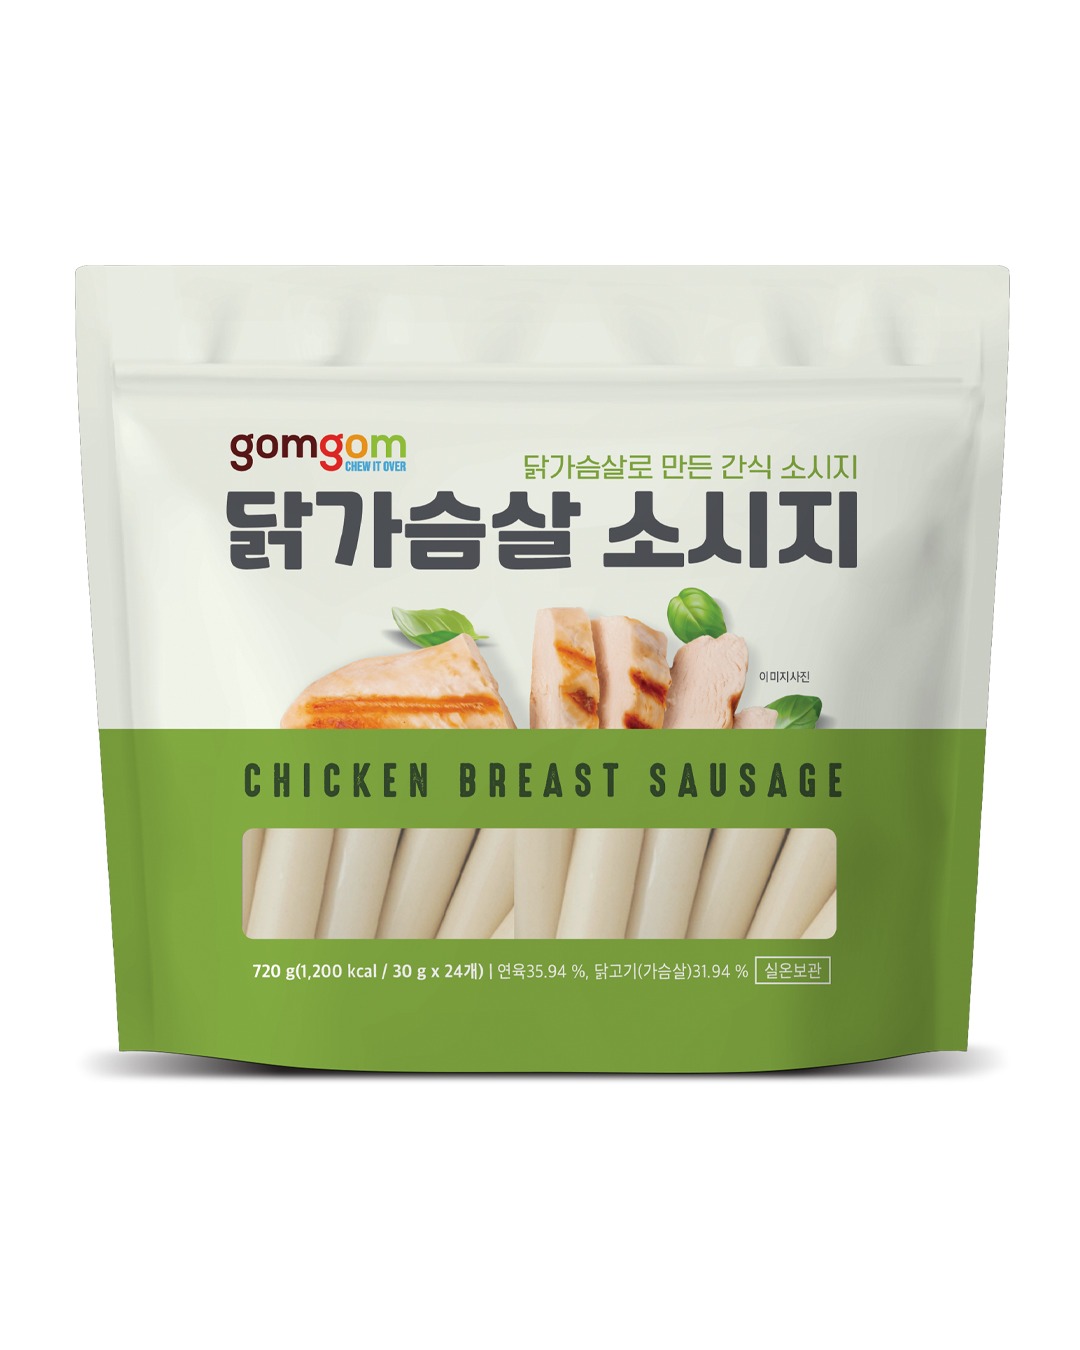 gomgom
CHEW IT OVER
닭가슴살로 만든 간식 소시지
닭가슴살 소시지
이미지사진
CHICKEN BREAST SAUSAGE
720 g(1,200 kcal / 30 g x 24개) | 연육35.94 %, 닭고기(가슴살)31.94 % 실온보관